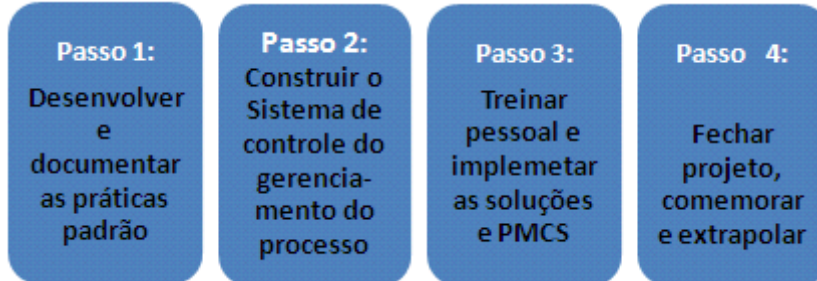 Passo 1:
Desenvolver
e
documentar
as práticas
padrão
Passo 2:
Construir o
Sistema de
controle do
gerencia-
mento do
processo
Passo 3:
Treinar
pessoal e
implemetar
as soluções
e PMCS
Passo 4:
Fechar
projeto,
comemorar
e extrapolar